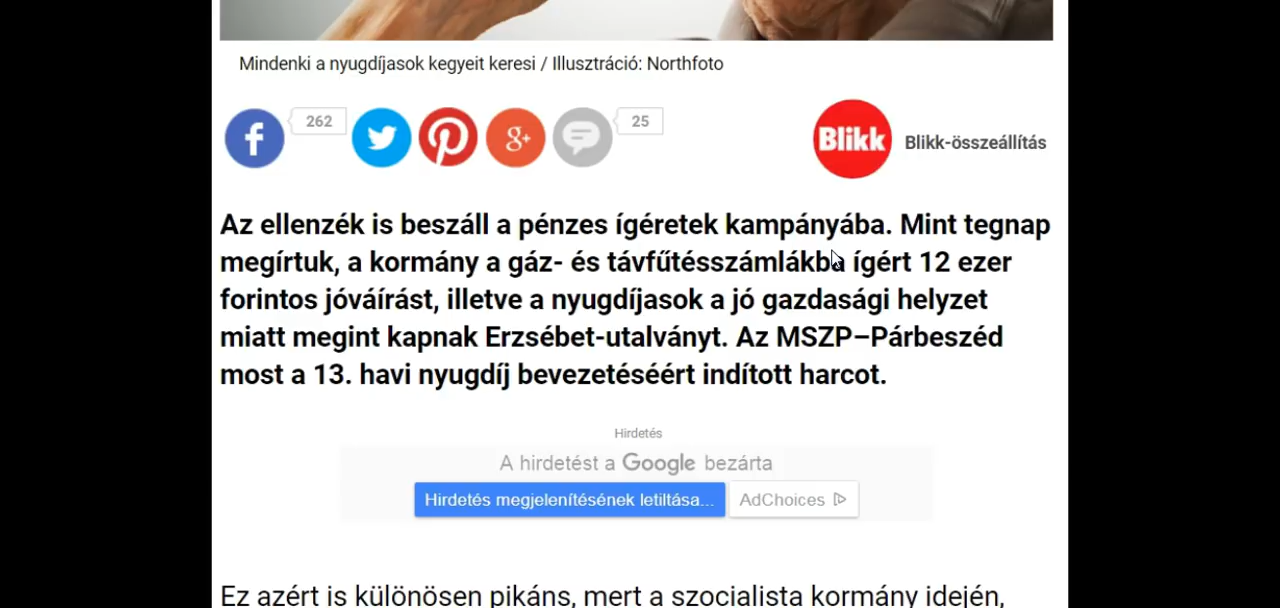 Mindenki a nyugdíjasok kegyeit keresi / Illusztráció: Northfoto
262
25
Blikk
Blikk-összeállítás
Az ellenzék is beszáll a pénzes ígéretek kampányába. Mint tegnap
megírtuk, a kormány a gáz- és távfűtésszámlákba ígért 12 ezer
forintos jóváírást, illetve a nyugdíjasok a jó gazdasági helyzet
miatt megint kapnak Erzsébet-utalványt. Az MSZP–Párbeszéd
most a 13. havi nyugdíj bevezetéséért indított harcot.
Hirdetés
A hirdetést a Google bezárta
Hirdetés megjelenítésének letiltása...
AdChoices
Ez azért is különösen pikáns, mert a szocialista kormány idején,